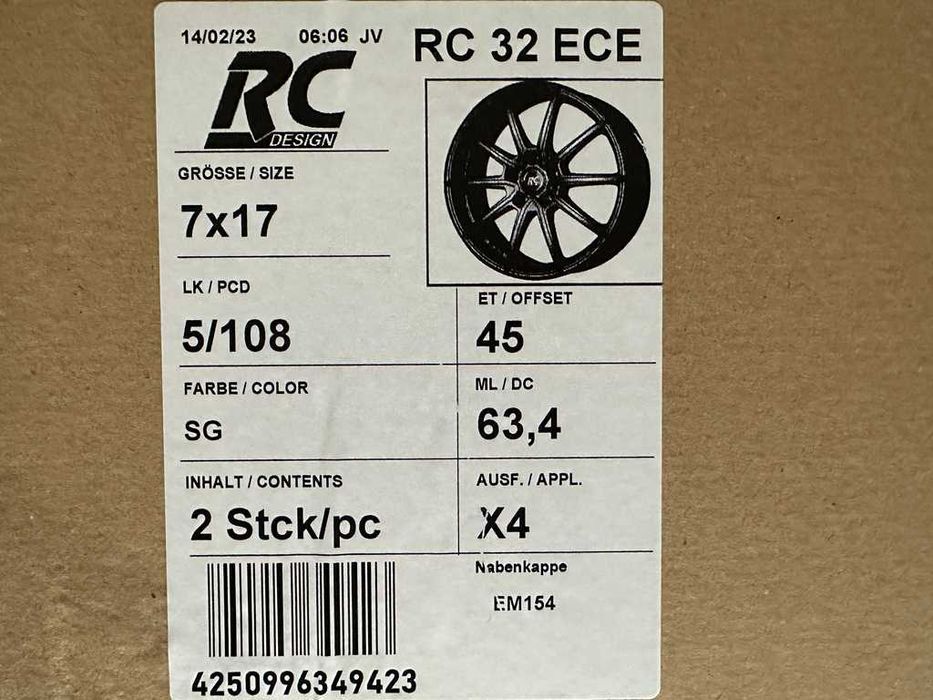 14/02/23 06:06 JV
RC 32 ECE
RC
DESIGN
GRÖSSE / SIZE
7x17
LK / PCD
5/108
ET / OFFSET
45
FARBE / COLOR
SG
ML / DC
63,4
INHALT / CONTENTS
2 Stck/pc
AUSF. / APPL.
X4
Nabenkappe
EM154
4250996349423